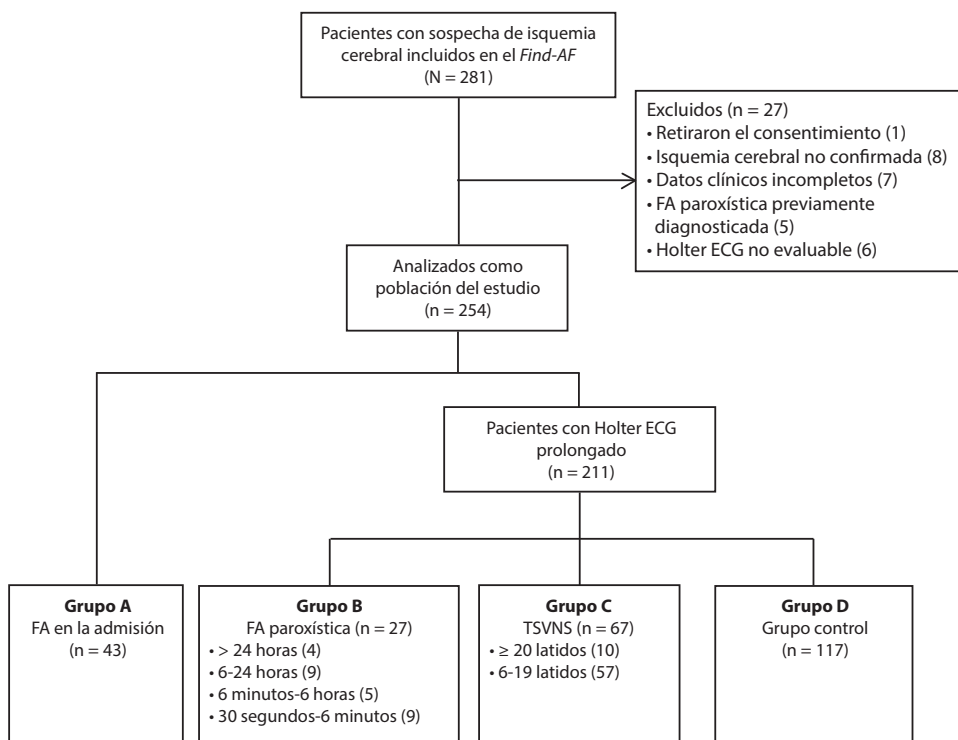 Pacientes con sospecha de isquemia
cerebral incluidos en el Find-AF
(N = 281)
Excluidos (n = 27)
• Retiraron el consentimiento (1)
• Isquemia cerebral no confirmada (8)
• Datos clínicos incompletos (7)
• FA paroxística previamente
diagnosticada (5)
• Holter ECG no evaluable (6)
Analizados como
población del estudio
(n = 254)
Pacientes con Holter ECG
prolongado
(n = 211)
Grupo A
FA en la admisión
(n = 43)
Grupo B
FA paroxística (n = 27)
• > 24 horas (4)
• 6-24 horas (9)
• 6 minutos-6 horas (5)
• 30 segundos-6 minutos (9)
Grupo C
TSVNS (n = 67)
• ≥ 20 latidos (10)
• 6-19 latidos (57)
Grupo D
Grupo control
(n = 117)